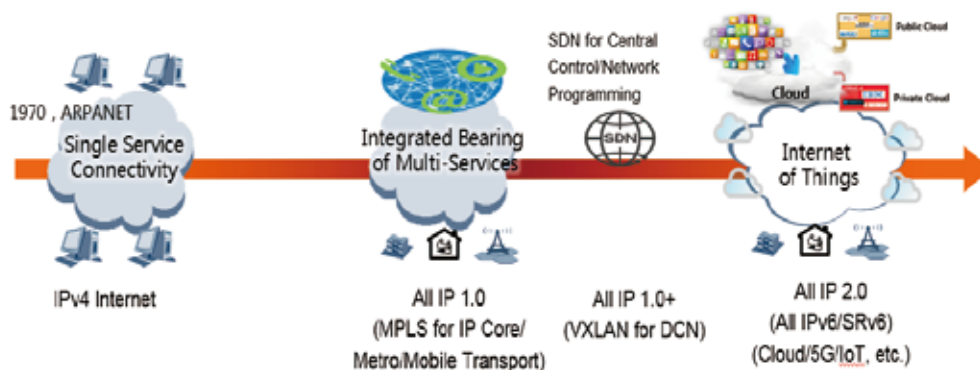 1970 , ARPANET
Single Service
Connectivity
IPv4 Internet
Integrated Bearing
of Multi-Services
All IP 1.0
(MPLS for IP Core/
Metro/Mobile Transport)
SDN for Central
Control/Network
Programming
SDN
All IP 1.0+
(VXLAN for DCN)
Public Cloud
Cloud
Private Cloud
Internet
of Things
All IP 2.0
(All IPv6/SRv6)
(Cloud/5G/IoT, etc.)